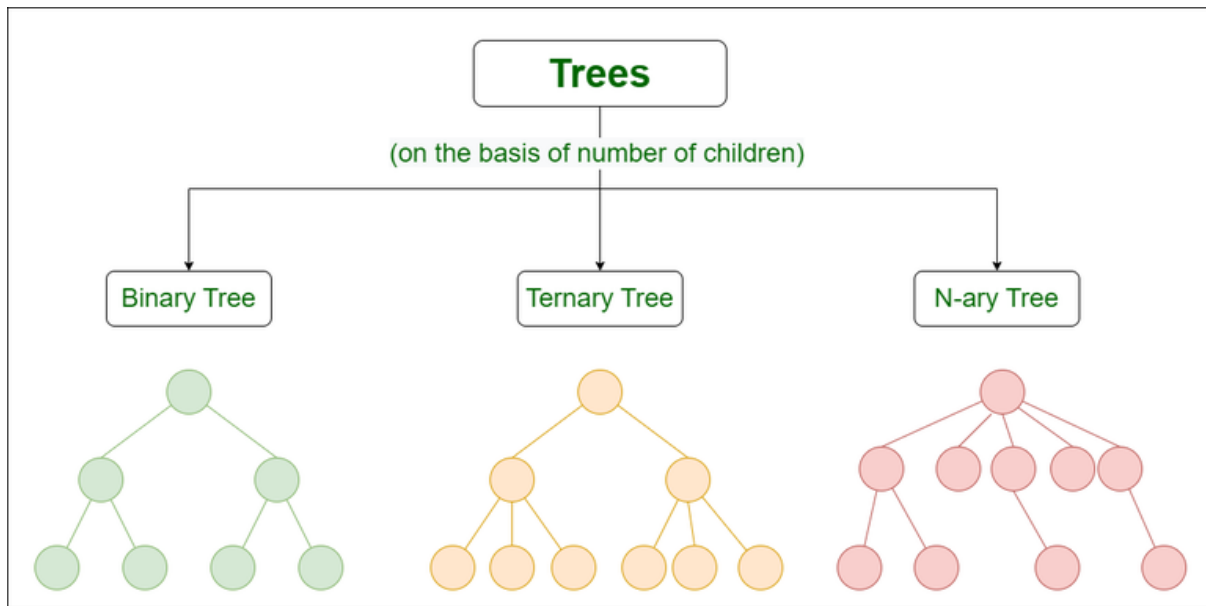 Trees
(on the basis of number of children)
Binary Tree
Ternary Tree
N-ary Tree